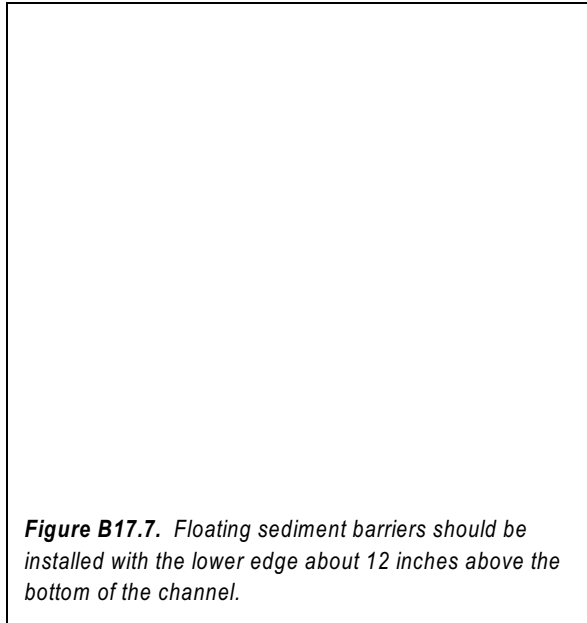 Figure B17.7. Floating sediment barriers should be
installed with the lower edge about 12 inches above the
bottom of the channel.